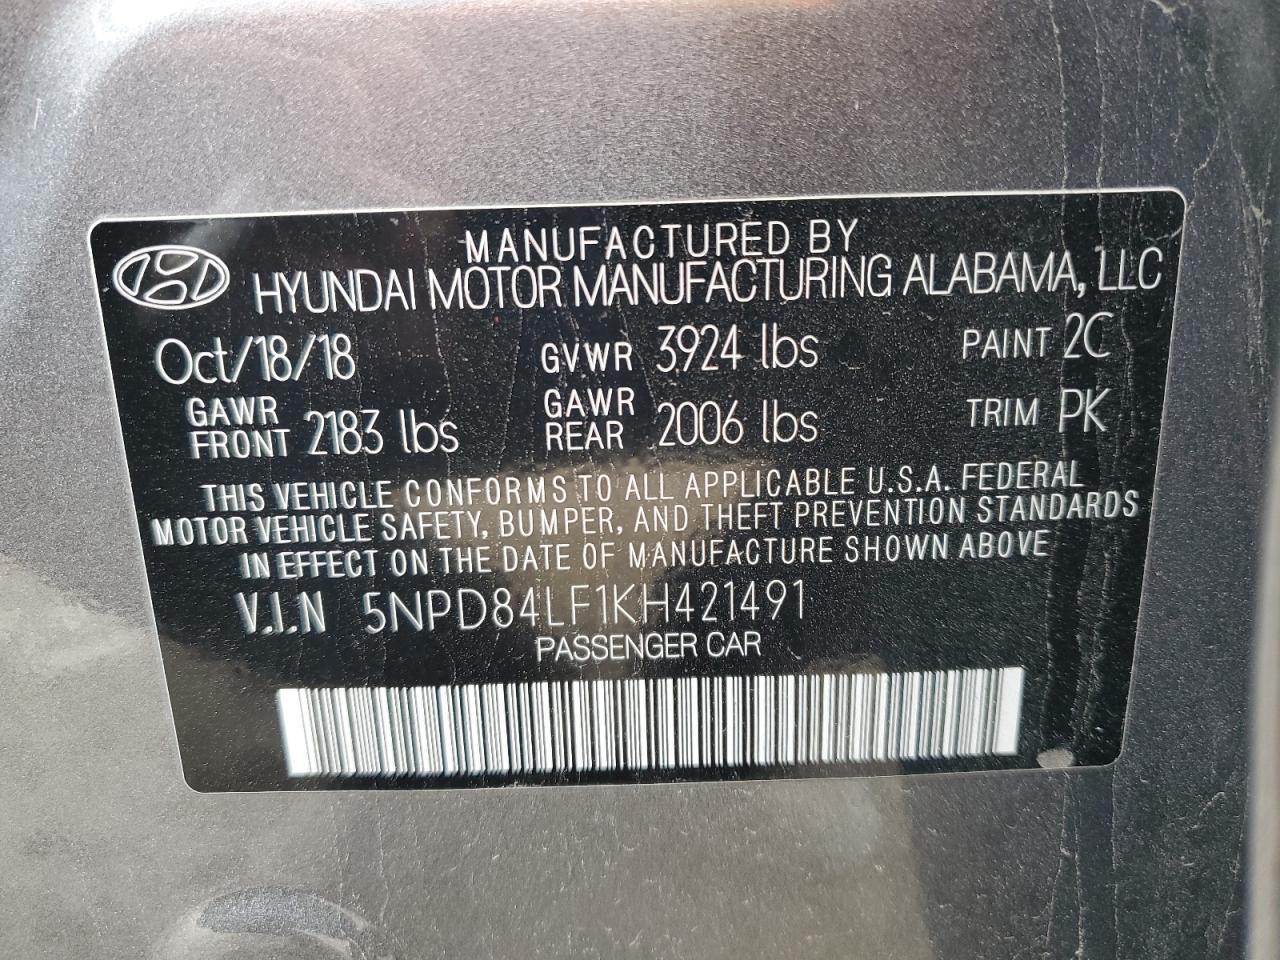 MANUFACTURED BY
HYUNDAI MOTOR MANUFACTURING ALABAMA, LLC
Oct/18/18 GVWR 3924 lbs PAINT 2C
GAWR FRONT 2183 lbs GAWR REAR 2006 lbs TRIM PK
THIS VEHICLE CONFORMS TO ALL APPLICABLE U.S.A. FEDERAL
MOTOR VEHICLE SAFETY, BUMPER, AND THEFT PREVENTION STANDARDS
IN EFFECT ON THE DATE OF MANUFACTURE SHOWN ABOVE
V.I.N 5NPD84LF1KH421491
PASSENGER CAR